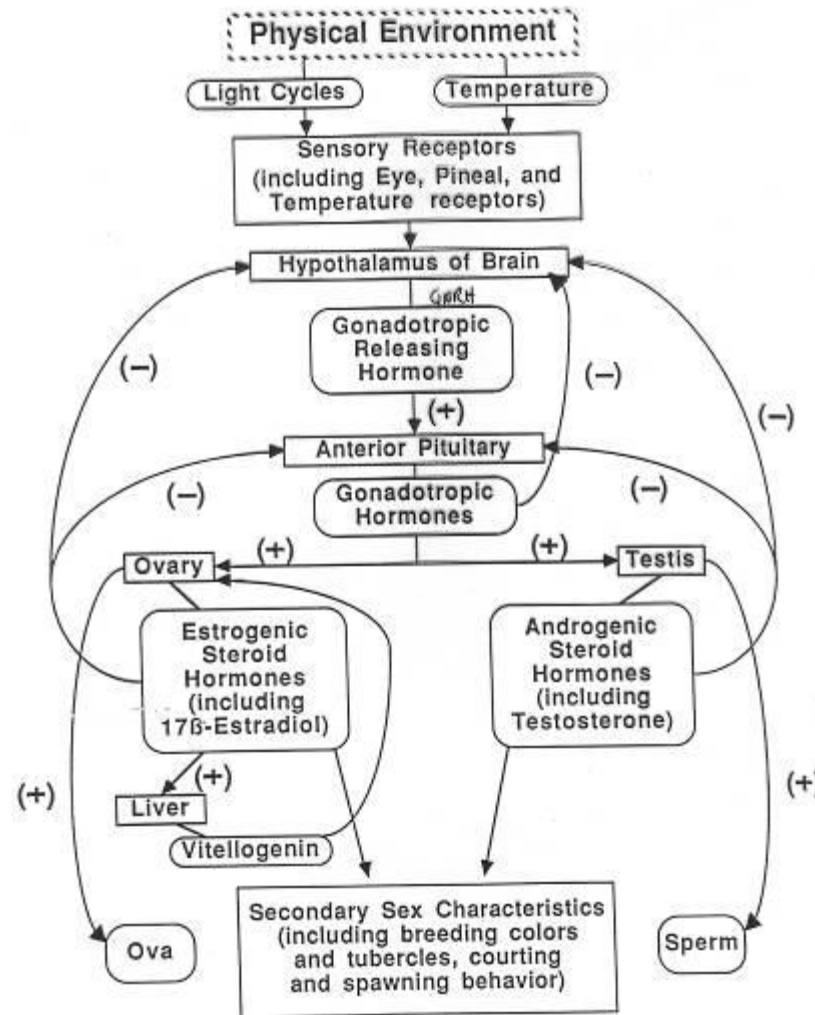 Physical Environment
Light Cycles
Temperature
Sensory Receptors
(including Eye, Pineal, and
Temperature receptors)
Hypothalamus of Brain
GnRH
Gonadotropic
Releasing
Hormone
(–)
(–)
(–)
(+)
Anterior Pituitary
(–)
(–)
Gonadotropic
Hormones
(+)
(+)
Ovary
Testis
Estrogenic
Steroid
Hormones
(including
17ß-Estradiol)
Androgenic
Steroid
Hormones
(including
Testosterone)
(+)
(+)
(+)
Liver
Vitellogenin
Secondary Sex Characteristics
(including breeding colors
and tubercles, courting
and spawning behavior)
Ova
Sperm